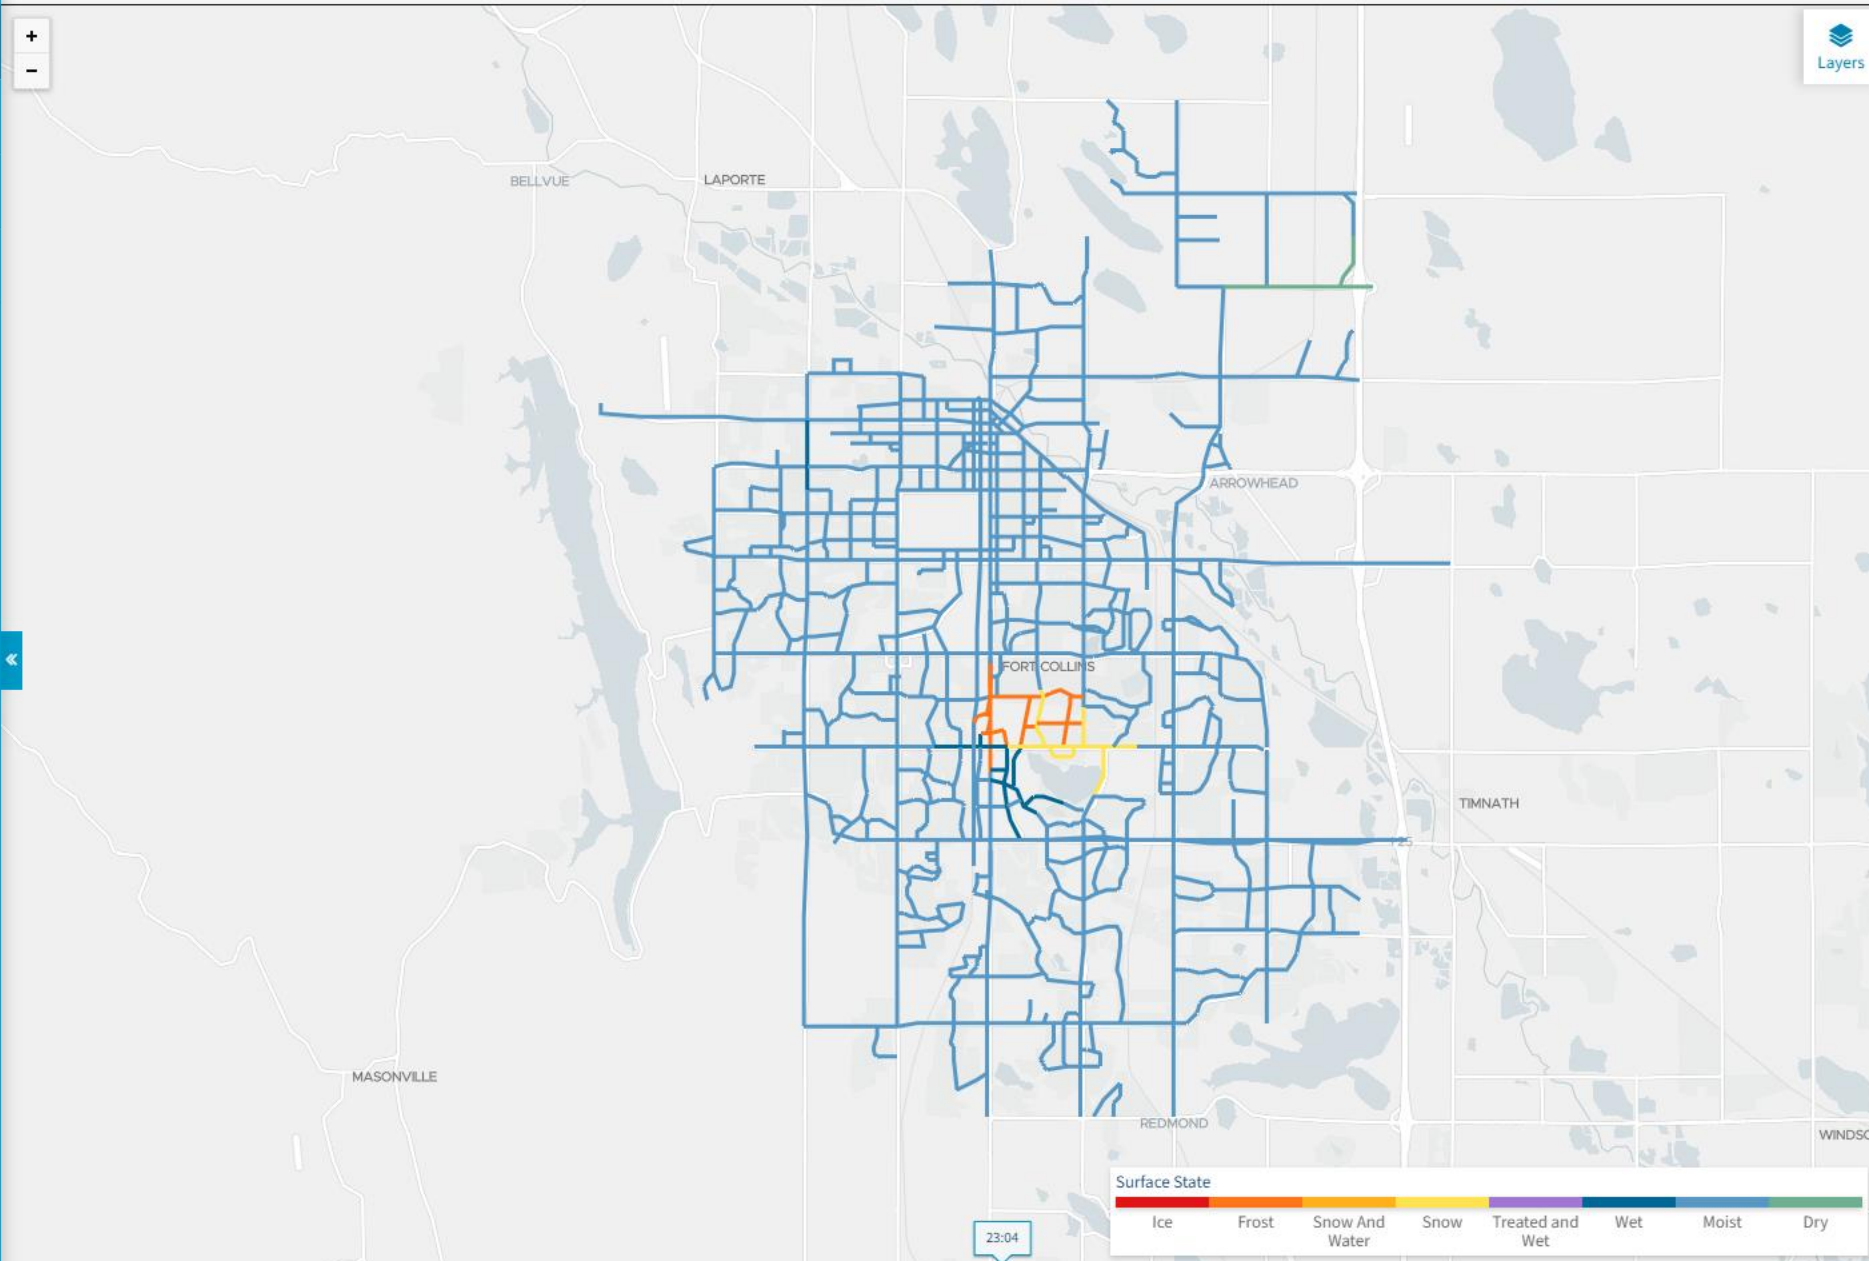 +
Layers
−
LAPORTE
BELLVUE
ARROWHEAD
«
FORT COLLINS
TIMNATH
I 25
MASONVILLE
REDMOND
WINDSO
Surface State
Ice
Frost
Snow And
Water
Snow
Treated and
Wet
Wet
Moist
Dry
23:04